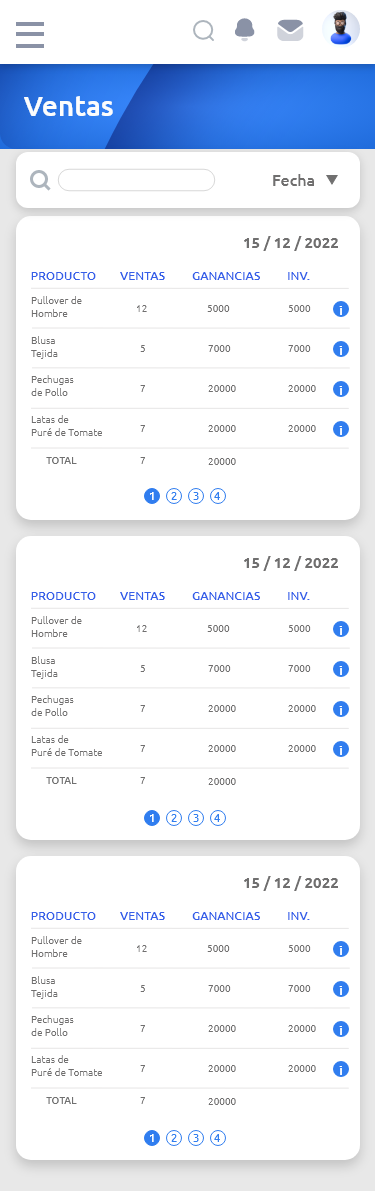 Ventas
Fecha ▼
15 / 12 / 2022
PRODUCTO VENTAS GANANCIAS INV.
Pullover de
Hombre 12 5000 5000 i
Blusa
Tejida 5 7000 7000 i
Pechugas
de Pollo 7 20000 20000 i
Latas de
Puré de Tomate 7 20000 20000 i
TOTAL 7 20000
1 2 3 4
15 / 12 / 2022
PRODUCTO VENTAS GANANCIAS INV.
Pullover de
Hombre 12 5000 5000 i
Blusa
Tejida 5 7000 7000 i
Pechugas
de Pollo 7 20000 20000 i
Latas de
Puré de Tomate 7 20000 20000 i
TOTAL 7 20000
1 2 3 4
15 / 12 / 2022
PRODUCTO VENTAS GANANCIAS INV.
Pullover de
Hombre 12 5000 5000 i
Blusa
Tejida 5 7000 7000 i
Pechugas
de Pollo 7 20000 20000 i
Latas de
Puré de Tomate 7 20000 20000 i
TOTAL 7 20000
1 2 3 4